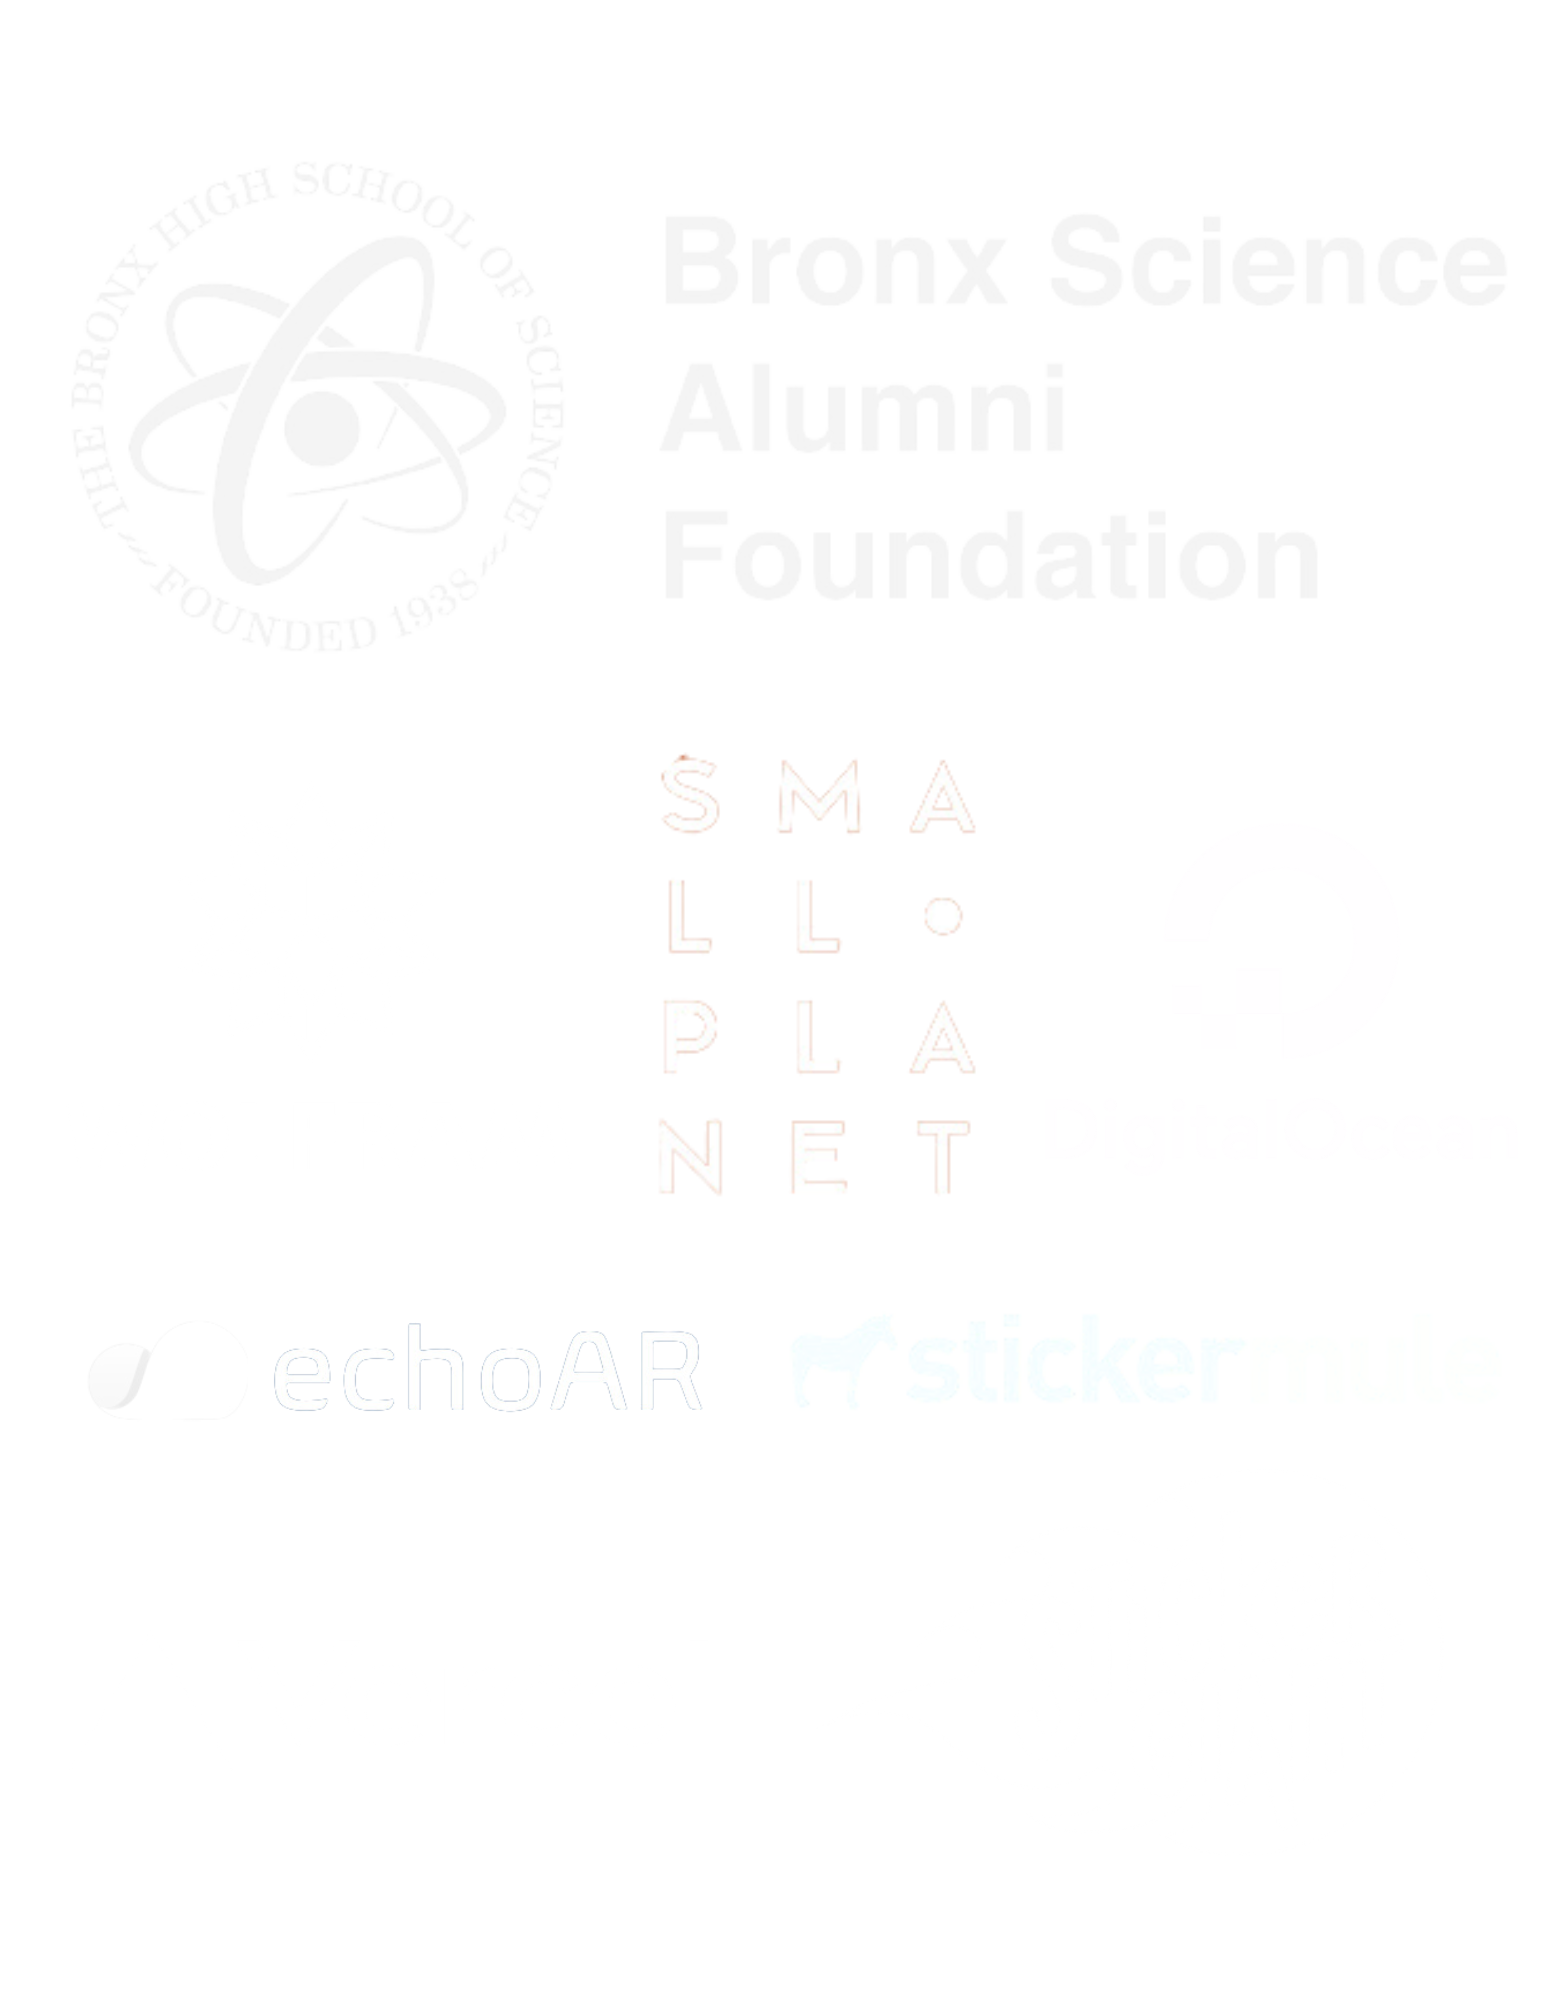 THE BRONX HIGH SCHOOL OF SCIENCE
FOUNDED 1938
Bronx Science
Alumni
Foundation
S M A
L L •
P L A
N E T
DigitalOcean
echoAR
stickermule